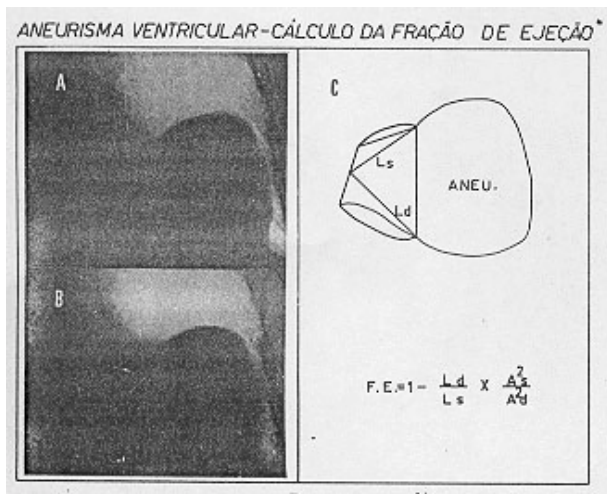 ANEURISMA VENTRICULAR-CÁLCULO DA FRAÇÃO DE EJEÇÃO*
A
B
C
Ls
Ld
ANEU.
F.E.=1- Ld/Ls X A²s/A²d